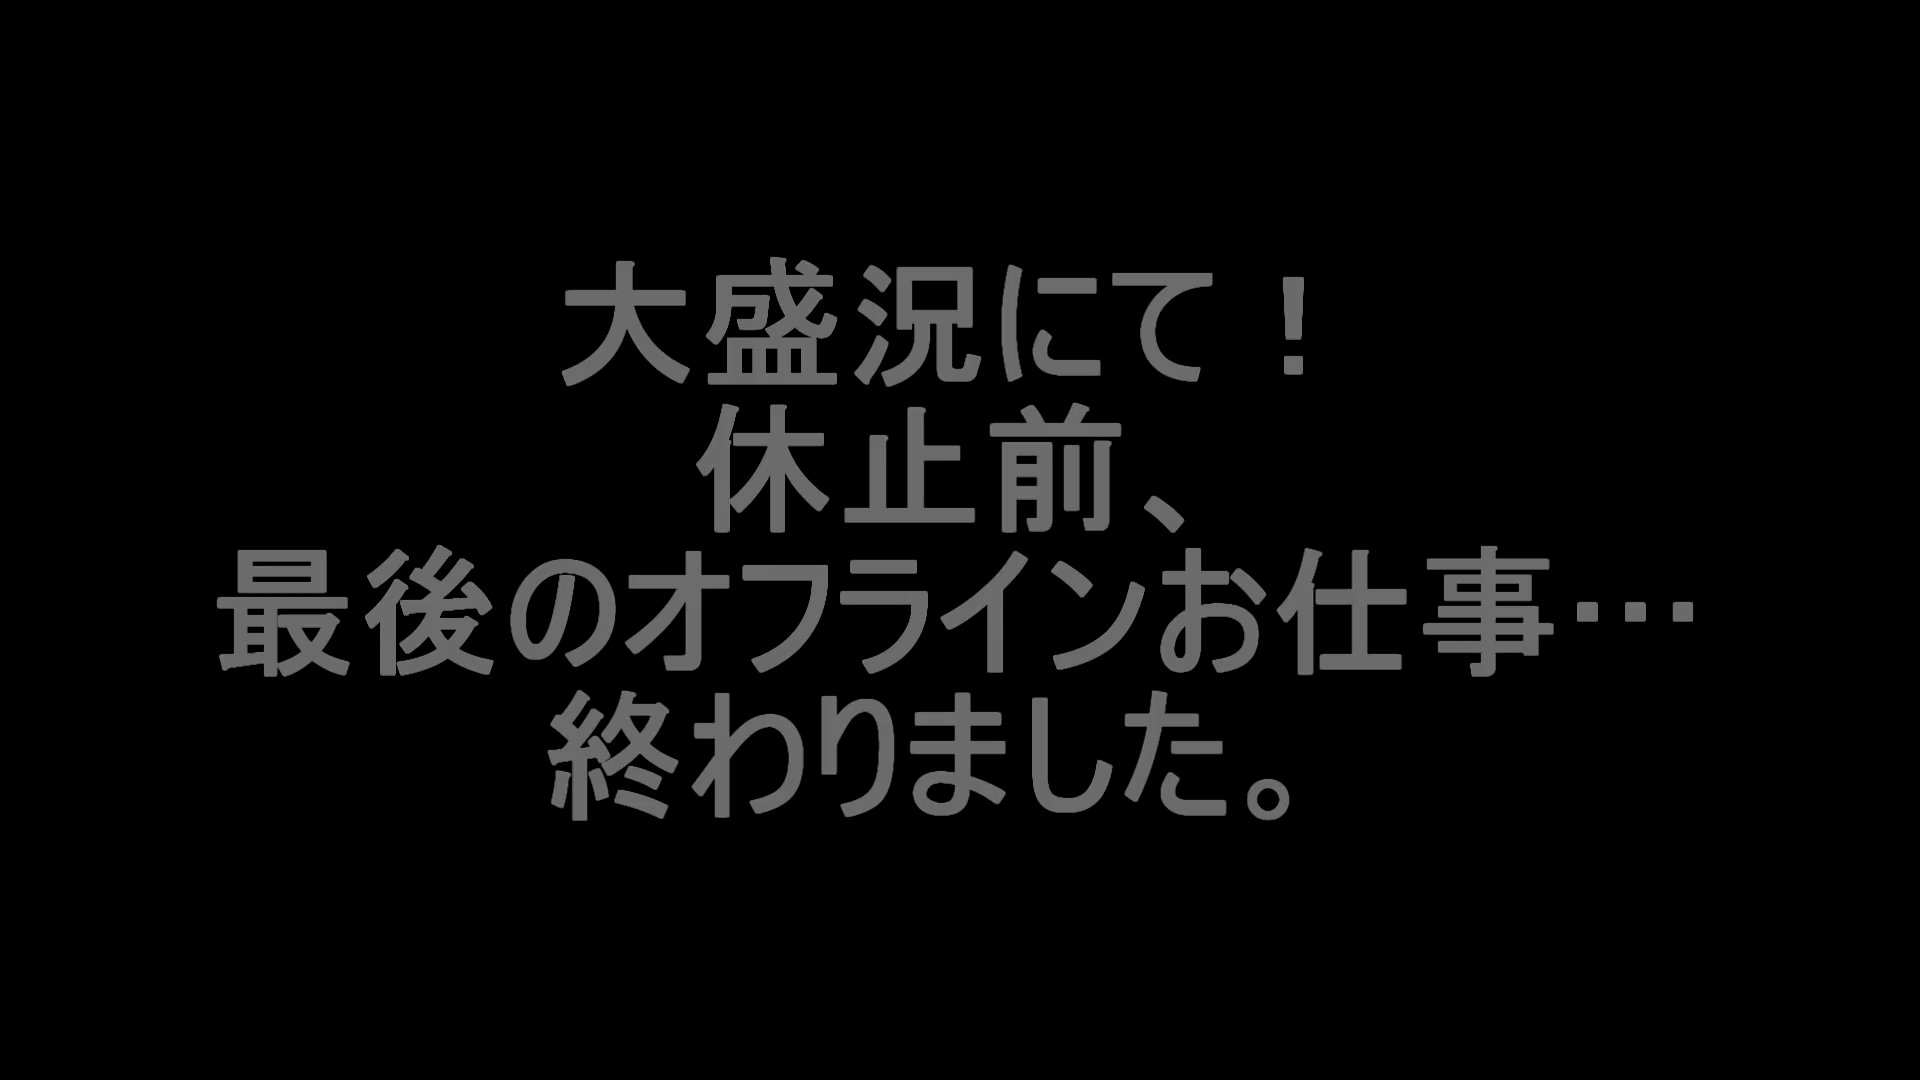 大盛況にて！
休止前、
最後のオフラインお仕事…
終わりました。